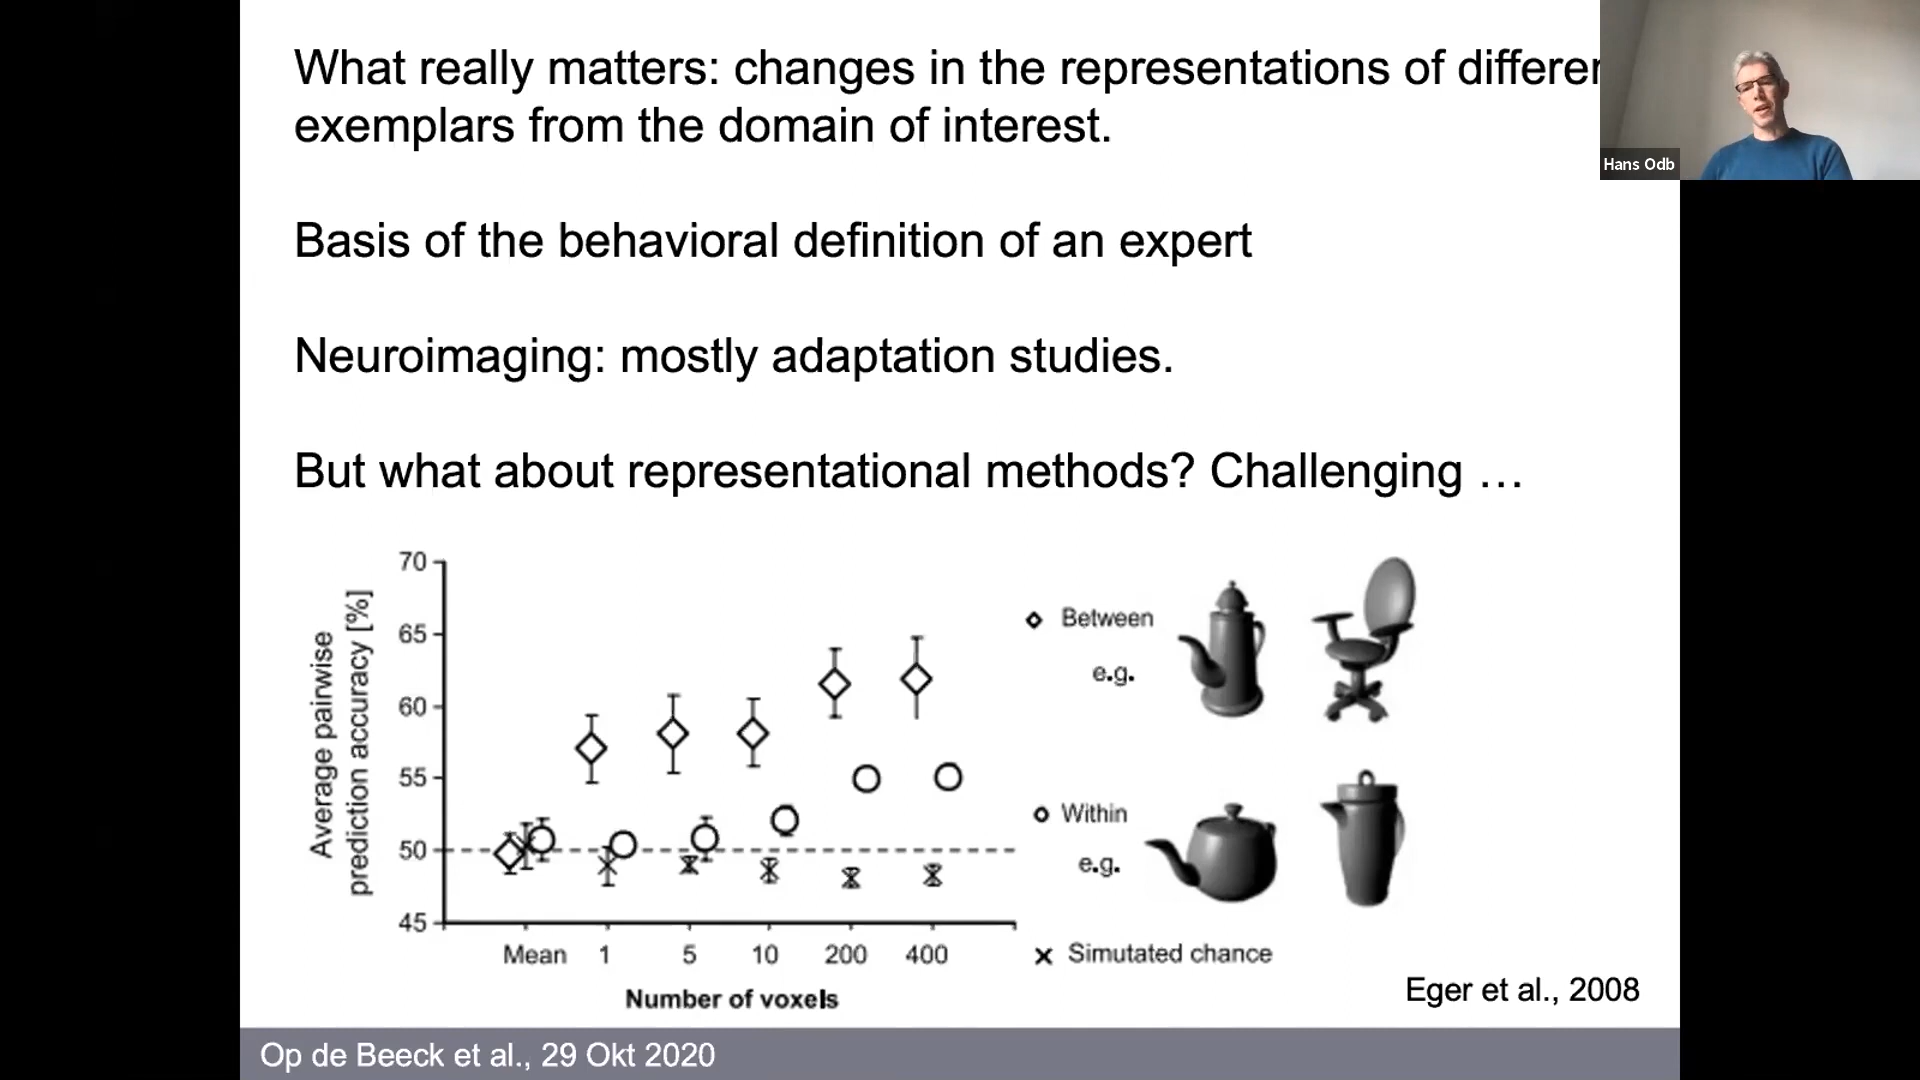 What really matters: changes in the representations of differen
exemplars from the domain of interest.
Hans Odb
Basis of the behavioral definition of an expert
Neuroimaging: mostly adaptation studies.
But what about representational methods? Challenging …
Average pairwise
prediction accuracy [%]
70
65
60
55
50
45
Mean 1 5 10 200 400
Number of voxels
Between
e.g.
Within
e.g.
Simutated chance
Eger et al., 2008
Op de Beeck et al., 29 Okt 2020